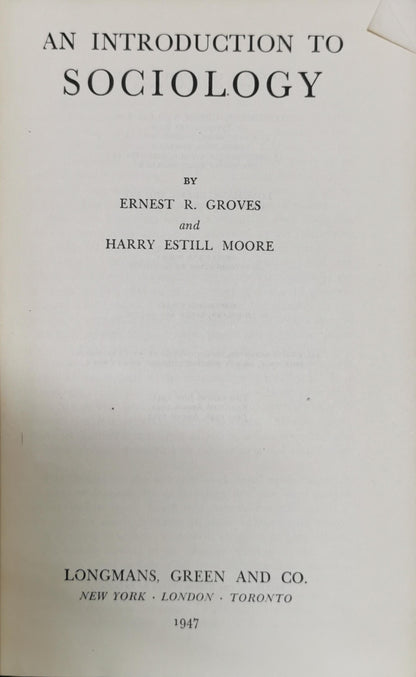 AN INTRODUCTION TO
SOCIOLOGY
BY
ERNEST R. GROVES
and
HARRY ESTILL MOORE
LONGMANS, GREEN AND CO.
NEW YORK · LONDON · TORONTO
1947